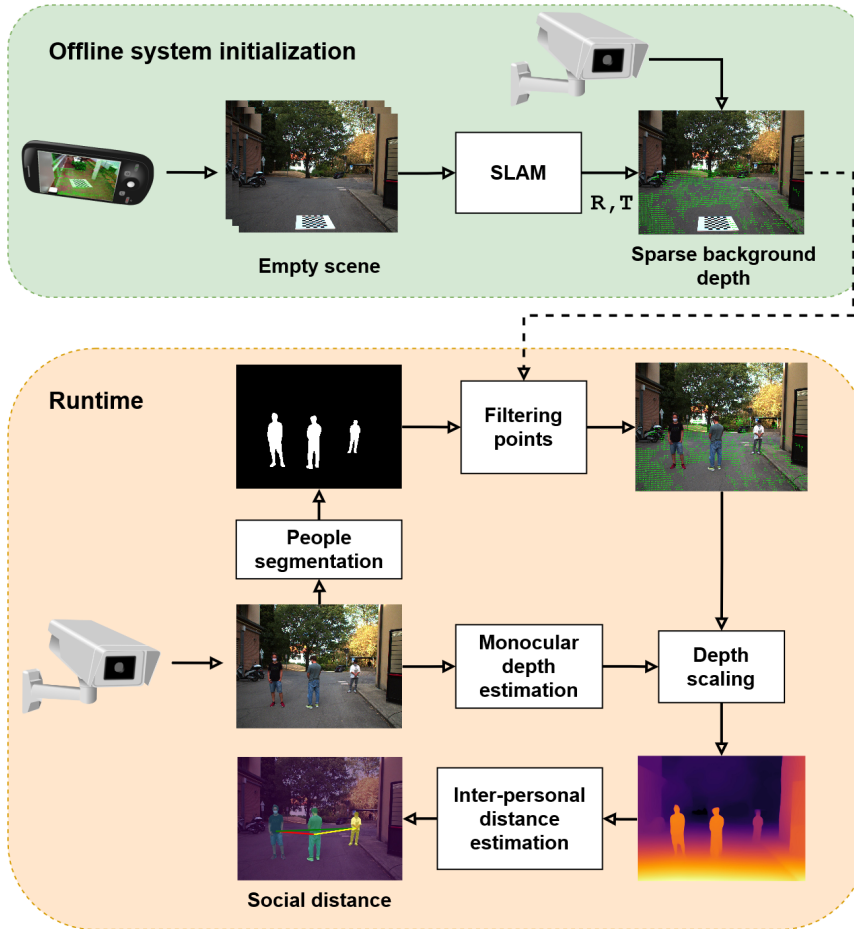 Offline system initialization
SLAM
R,T
Empty scene
Sparse background
depth
Runtime
Filtering
points
People
segmentation
Monocular
depth
estimation
Depth
scaling
Inter-personal
distance
estimation
Social distance